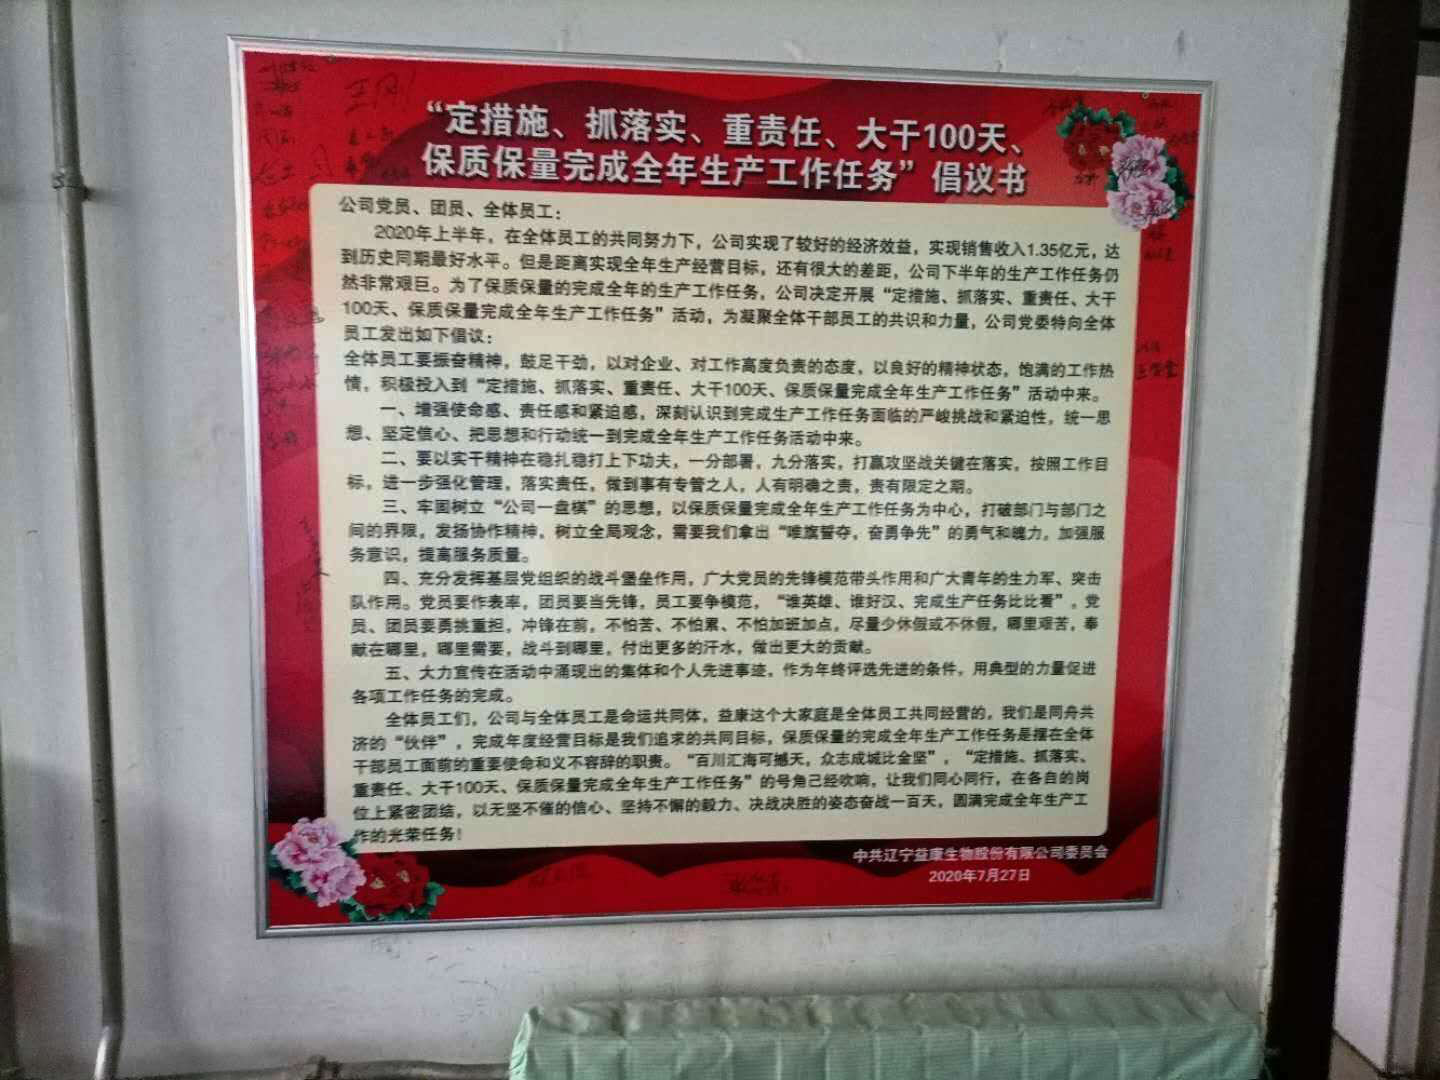 “定措施、抓落实、重责任、大干100天、
保质保量完成全年生产工作任务”倡议书
公司党员、团员、全体员工：
2020年上半年，在全体员工的共同努力下，公司实现了较好的经济效益，实现销售收入1.35亿元，达
到历史同期最好水平。但是距离实现全年生产经营目标，还有很大的差距，公司下半年的生产工作任务仍
然非常艰巨。为了保质保量的完成全年的生产工作任务，公司决定开展“定措施、抓落实、重责任、大干
100天、保质保量完成全年生产工作任务”活动，为凝聚全体干部员工的共识和力量，公司党委特向全体
员工发出如下倡议：
全体员工要振奋精神，鼓足干劲，以对企业、对工作高度负责的态度，以良好的精神状态，饱满的工作热
情，积极投入到“定措施、抓落实、重责任、大干100天、保质保量完成全年生产工作任务”活动中来。
一、增强使命感、责任感和紧迫感，深刻认识到完成生产工作任务面临的严峻挑战和紧迫性，统一思
想、坚定信心、把思想和行动统一到完成全年生产工作任务活动中来。
二、要以实干精神在稳扎稳打上下功夫，一分部署，九分落实，打赢攻坚战关键在落实，按照工作目
标，进一步强化管理，落实责任，做到事有专管之人，人有明确之责，责有限定之期。
三、牢固树立“公司一盘棋”的思想，以保质保量完成全年生产工作任务为中心，打破部门与部门之
间的界限，发扬协作精神，树立全局观念，需要我们拿出“唯旗誓夺，奋勇争先”的勇气和魄力，加强服
务意识，提高服务质量。
四、充分发挥基层党组织的战斗堡垒作用，广大党员的先锋模范带头作用和广大青年的生力军、突击
队作用。党员要作表率，团员要当先锋，员工要争模范，“谁英雄、谁好汉、完成生产任务比比看”，党
员、团员要勇挑重担，冲锋在前，不怕苦、不怕累、不怕加班加点，尽量少休假或不休假，哪里艰苦，奉
献在哪里，哪里需要，战斗到哪里，付出更多的汗水，做出更大的贡献。
五、大力宣传在活动中涌现出的集体和个人先进事迹，作为年终评选先进的条件，用典型的力量促进
各项工作任务的完成。
全体员工们，公司与全体员工是命运共同体，益康这个大家庭是全体员工共同经营的，我们是同舟共
济的“伙伴”，完成年度经营目标是我们追求的共同目标，保质保量的完成全年生产工作任务是摆在全体
干部员工面前的重要使命和义不容辞的职责。“百川汇海可撼天，众志成城比金坚”，“定措施、抓落实、
重责任、大干100天、保质保量完成全年生产工作任务”的号角己经吹响，让我们同心同行，在各自的岗
位上紧密团结，以无坚不催的信心、坚持不懈的毅力、决战决胜的姿态奋战一百天，圆满完成全年生产工
作的光荣任务！
中共辽宁益康生物股份有限公司委员会
2020年7月27日